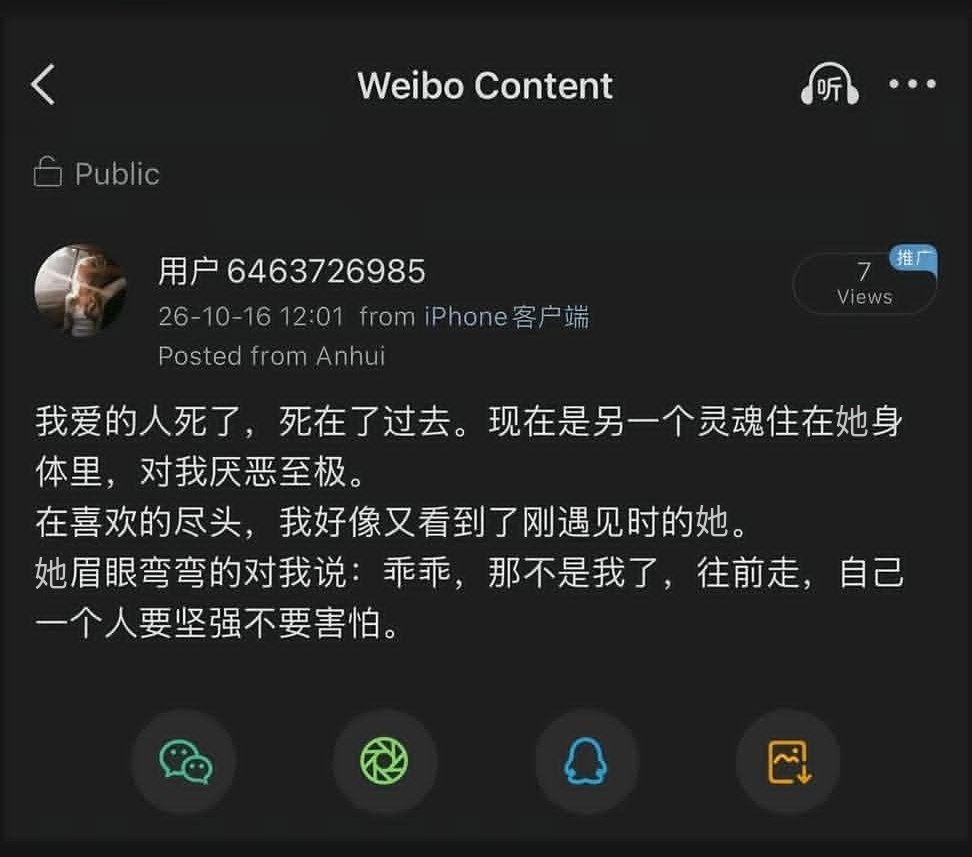 Weibo Content
听
Public
用户6463726985
推广
7
Views
26-10-16 12:01 from iPhone客户端
Posted from Anhui
我爱的人死了，死在了过去。现在是另一个灵魂住在她身
体里，对我厌恶至极。
在喜欢的尽头，我好像又看到了刚遇见时的她。
她眉眼弯弯的对我说：乖乖，那不是我了，往前走，自己
一个人要坚强不要害怕。